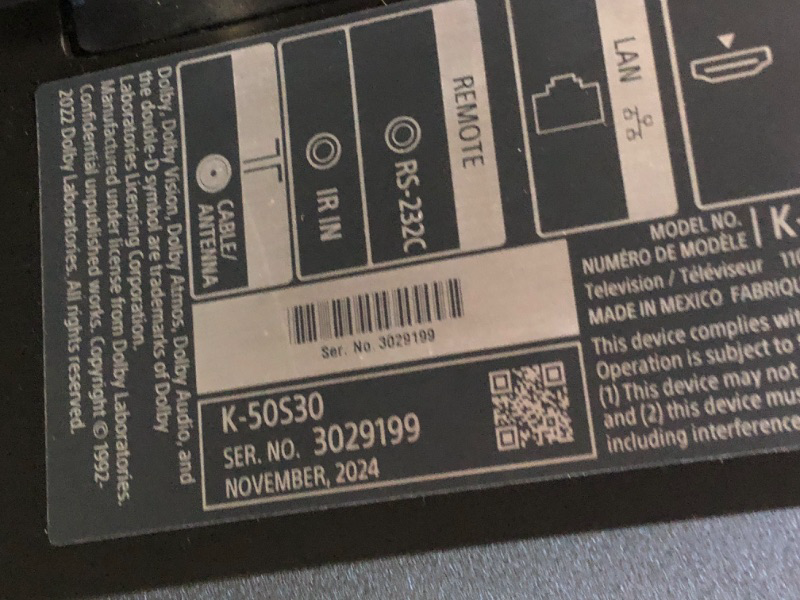 LAN
REMOTE
RS-232C
IR IN
CABLE/
ANTENNA
Dolby, Dolby Vision, Dolby Atmos, Dolby Audio, and
the double-D symbol are trademarks of Dolby
Laboratories Licensing Corporation.
Manufactured under license from Dolby Laboratories.
Confidential unpublished works. Copyright © 1992-
2022 Dolby Laboratories. All rights reserved.
Ser. No. 3029199
K-50S30
SER. NO. 3029199
NOVEMBER, 2024
MODEL NO.
NUMÉRO DE MODÈLE
K-
Television / Téléviseur 110
MADE IN MEXICO FABRIQU
This device complies wit
Operation is subject to
(1) This device may not
and (2) this device mus
including interference